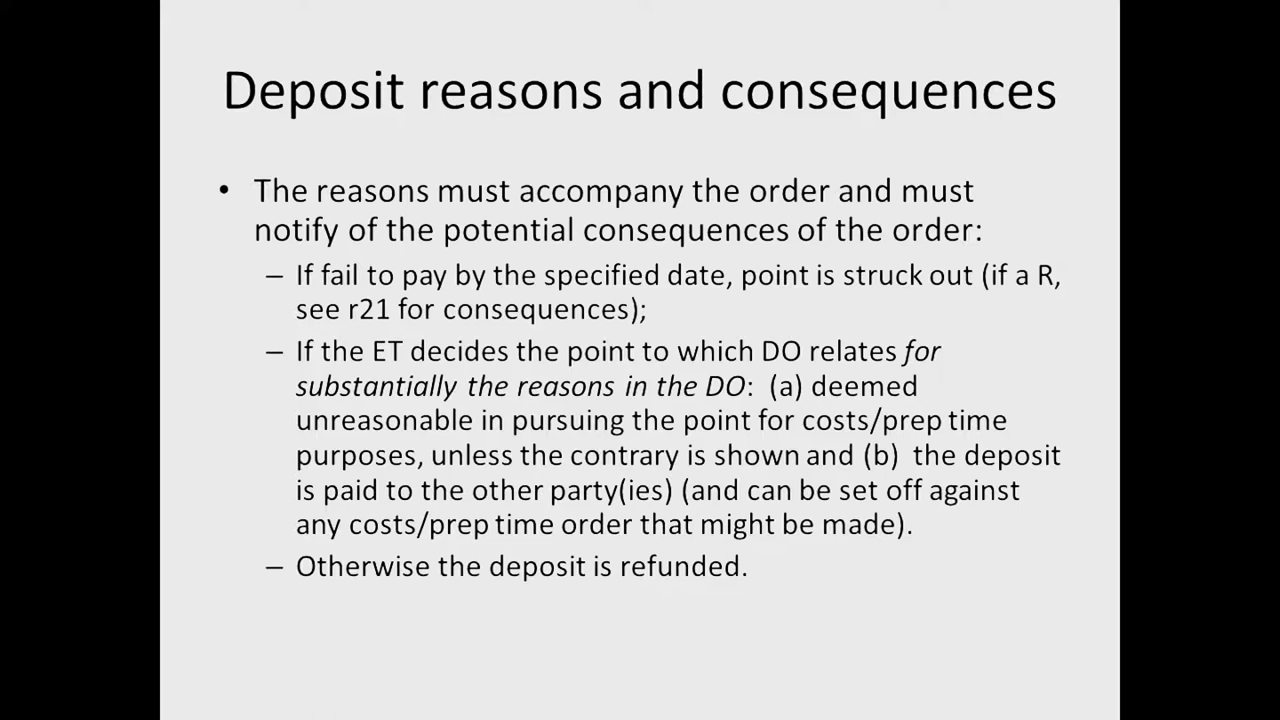 Deposit reasons and consequences
• The reasons must accompany the order and must
notify of the potential consequences of the order:
– If fail to pay by the specified date, point is struck out (if a R,
see r21 for consequences);
– If the ET decides the point to which DO relates for
substantially the reasons in the DO: (a) deemed
unreasonable in pursuing the point for costs/prep time
purposes, unless the contrary is shown and (b) the deposit
is paid to the other party(ies) (and can be set off against
any costs/prep time order that might be made).
– Otherwise the deposit is refunded.